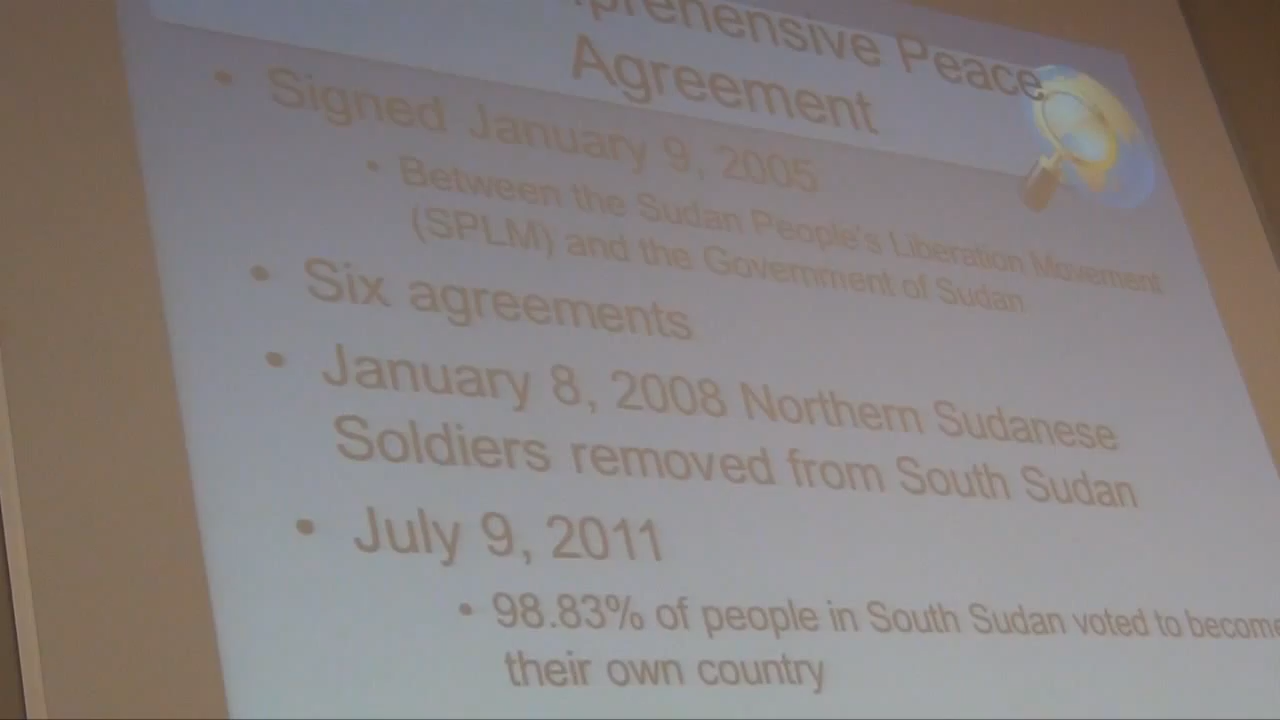 prehensive Peace
Agreement
• Signed January 9, 2005
• Between the Sudan People's Liberation Movement
(SPLM) and the Government of Sudan
• Six agreements
• January 8, 2008 Northern Sudanese
Soldiers removed from South Sudan
• July 9, 2011
• 98.83% of people in South Sudan voted to become
their own country